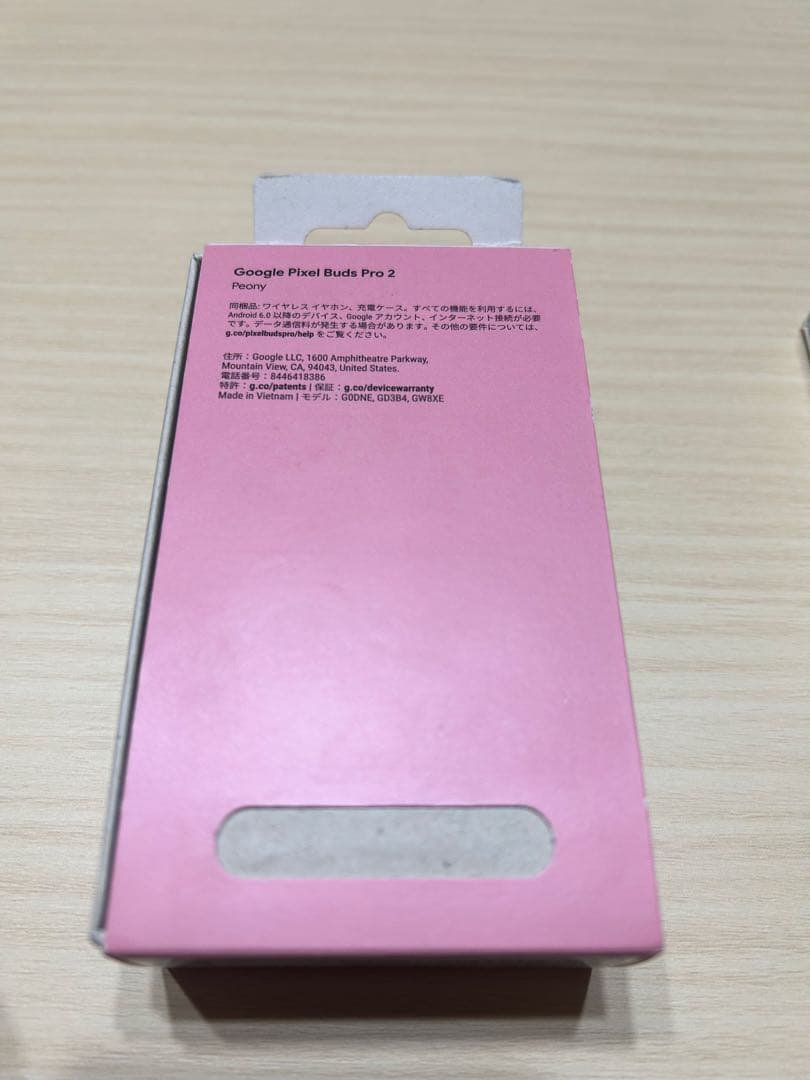 Google Pixel Buds Pro 2
Peony
同梱品: ワイヤレス イヤホン、充電ケース。すべての機能を利用するには、
Android 6.0 以降のデバイス、Google アカウント、インターネット接続が必要
です。データ通信料が発生する場合があります。その他の要件については、
g.co/pixelbudspro/help をご覧ください。
住所：Google LLC, 1600 Amphitheatre Parkway,
Mountain View, CA, 94043, United States.
電話番号：8446418386
特許：g.co/patents | 保証：g.co/devicewarranty
Made in Vietnam | モデル：G0DNE, GD3B4, GW8XE